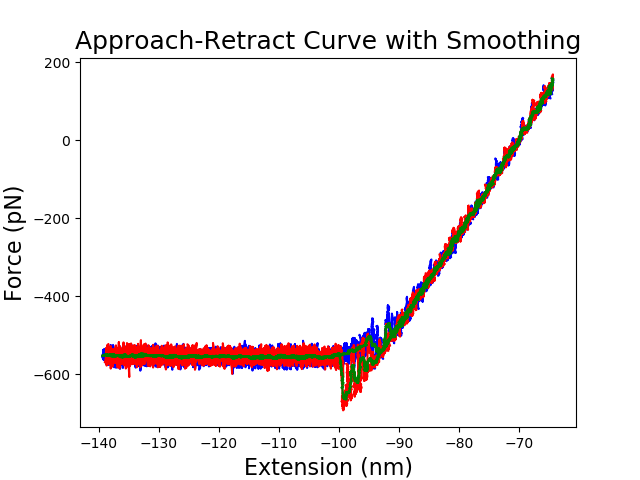 Approach-Retract Curve with Smoothing
200
0
−200
−400
−600
Force (pN)
−140 −130 −120 −110 −100 −90 −80 −70
Extension (nm)